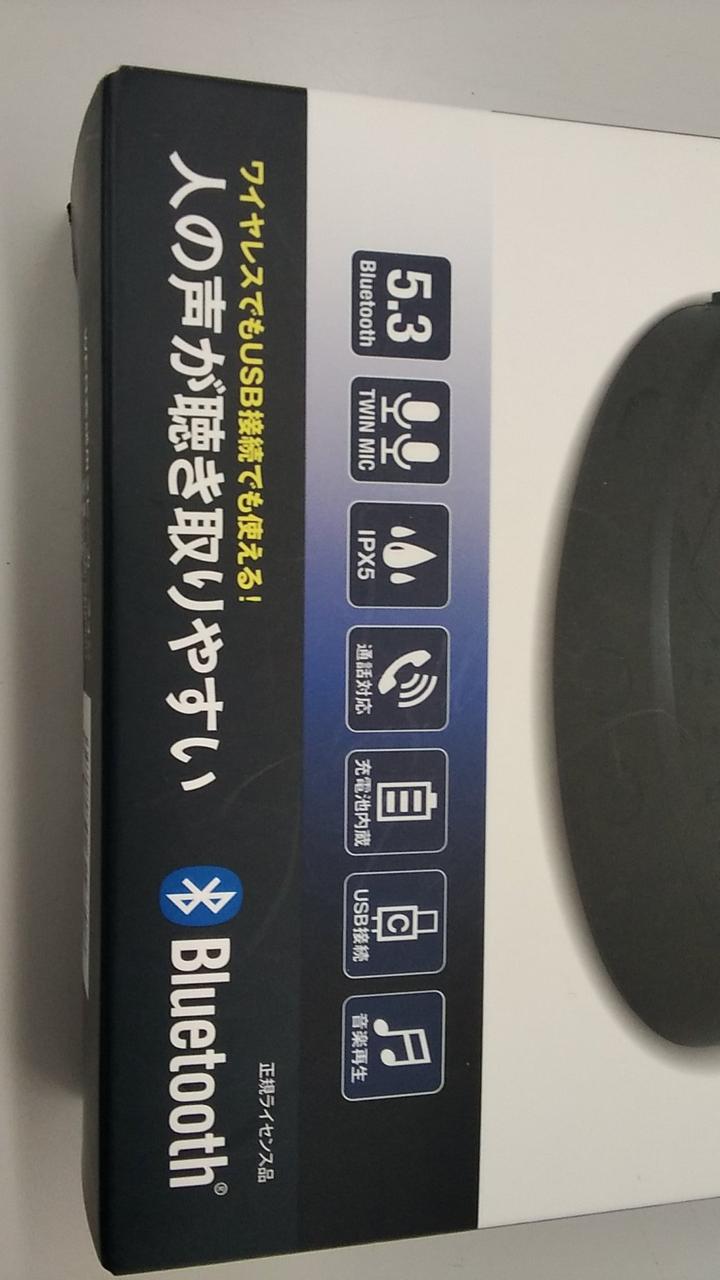 5.3
Bluetooth
TWIN MIC
IPX5
通話対応
充電池内蔵
C
USB接続
音楽再生
ワイヤレスでもUSB接続でも使える!
人の声が聴き取りやすい
正規ライセンス品
Bluetooth®